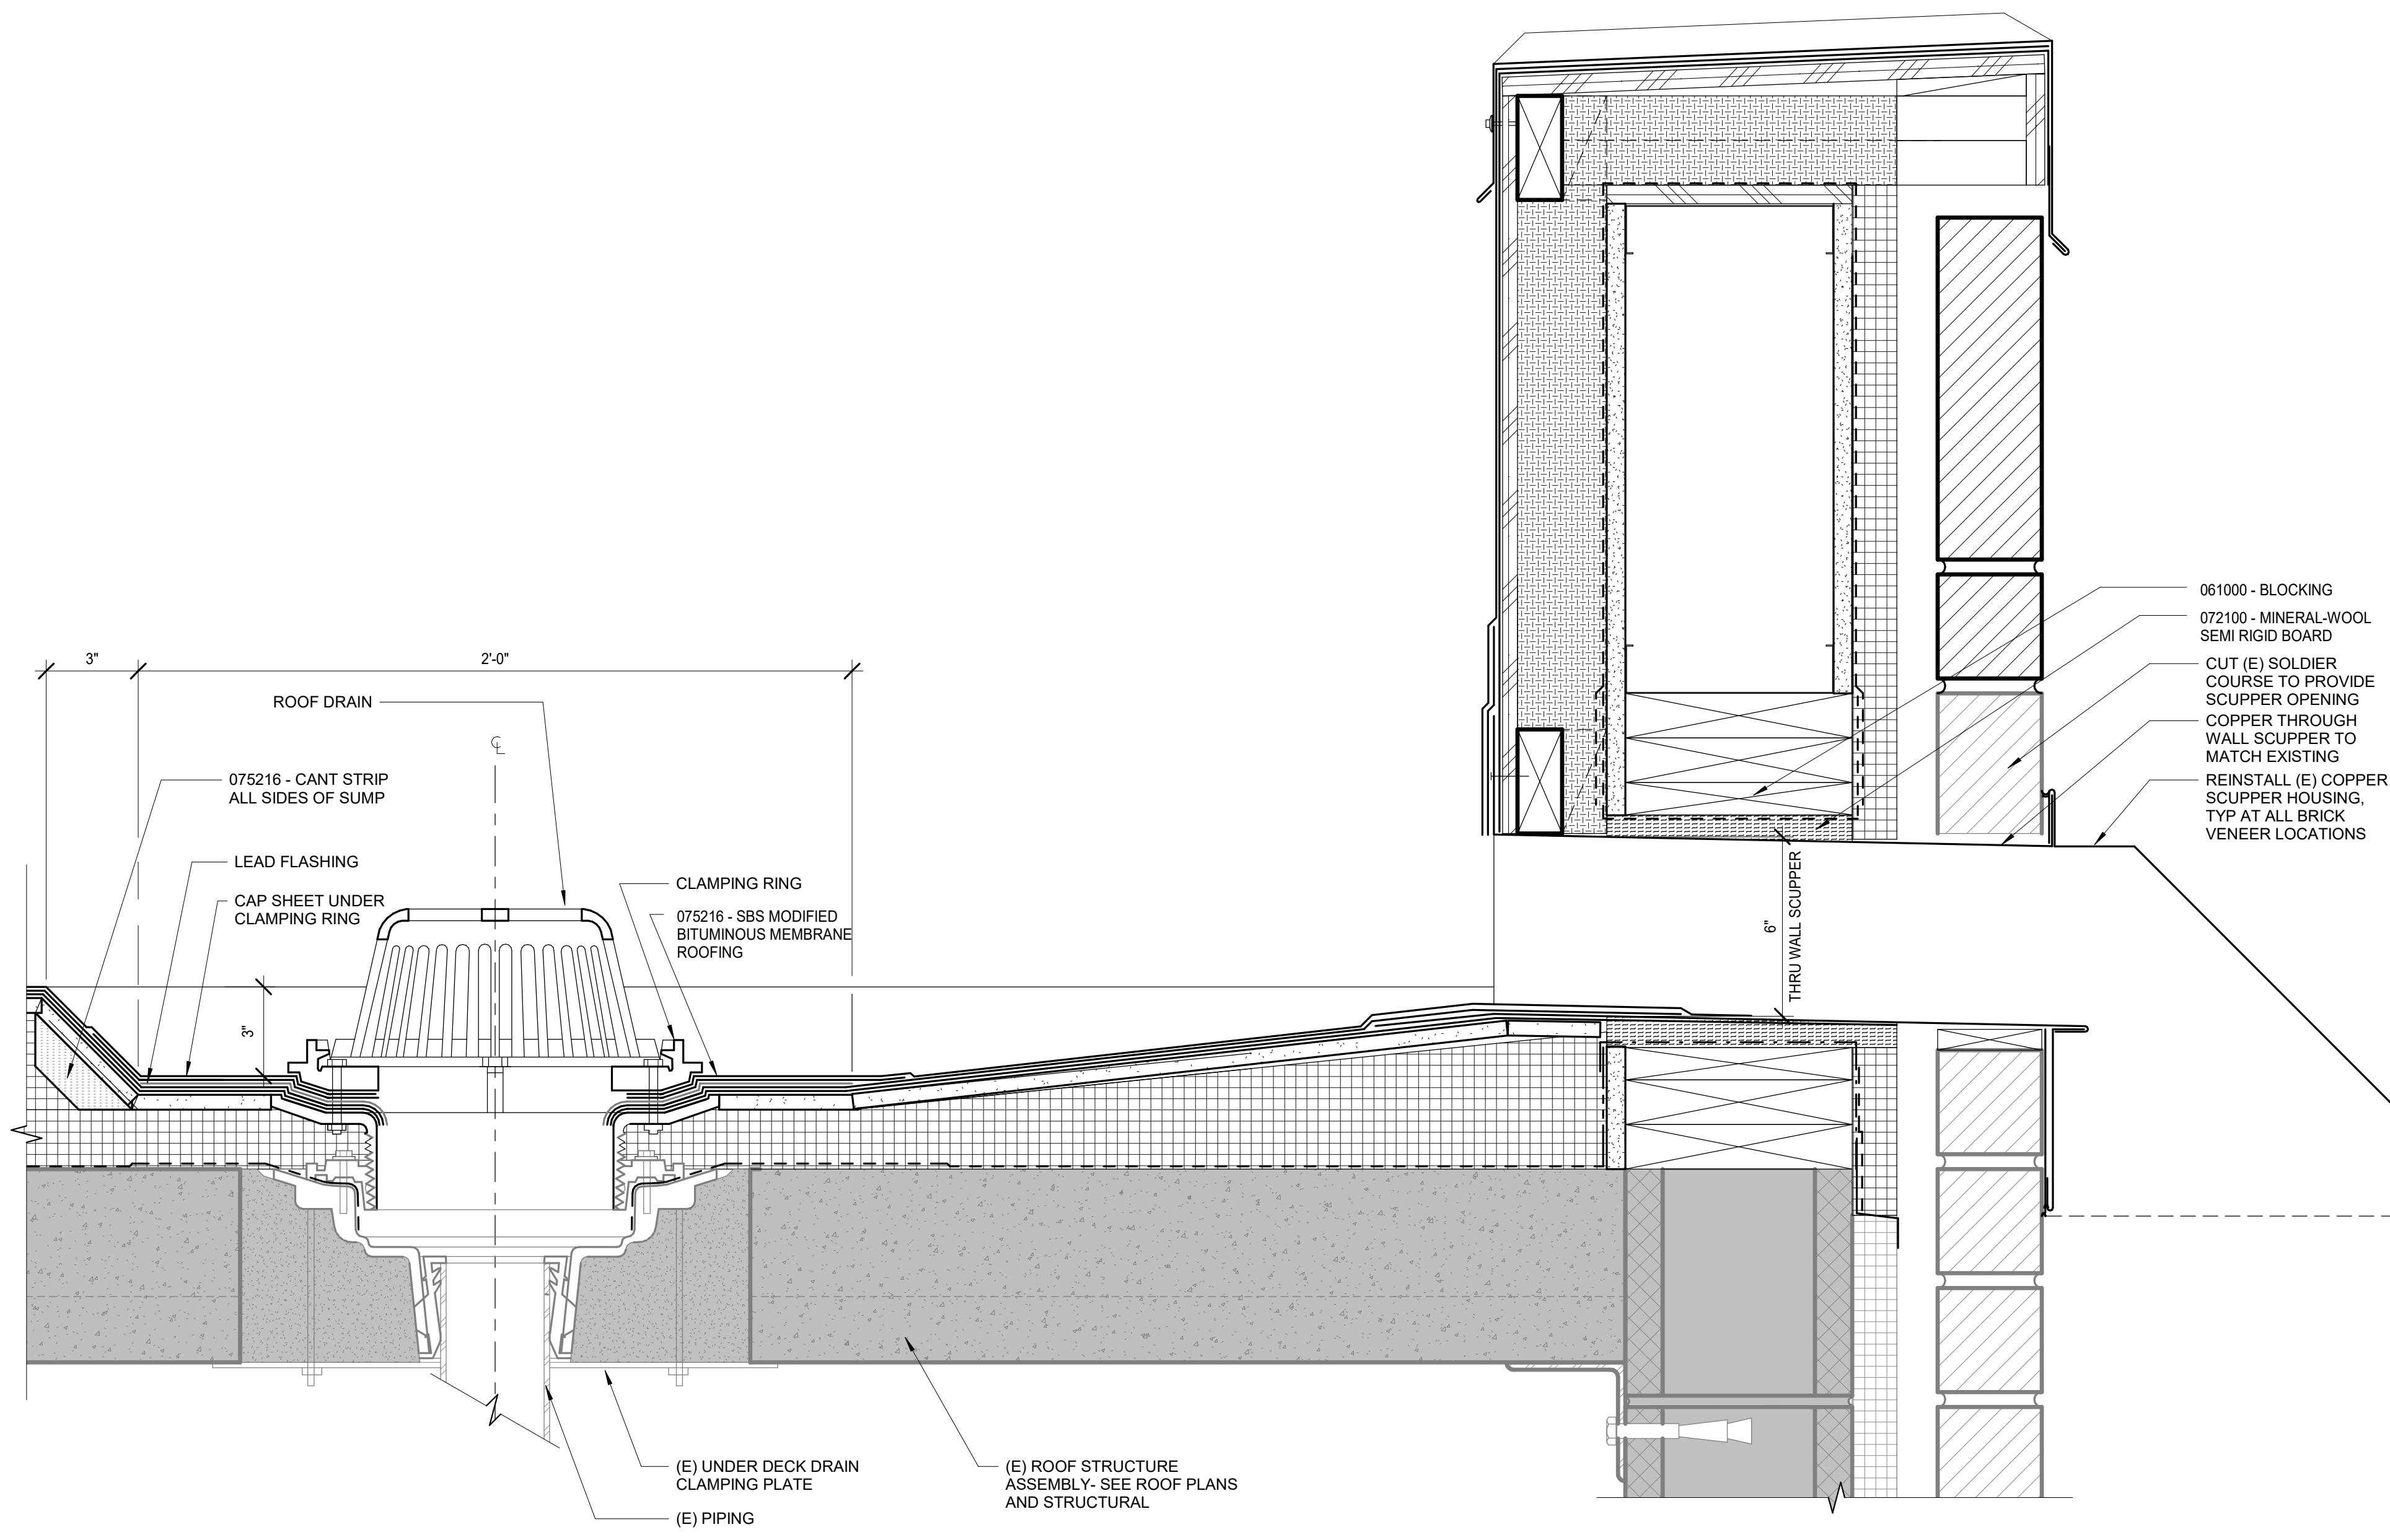 061000 - BLOCKING
072100 - MINERAL-WOOL
SEMI RIGID BOARD
CUT (E) SOLDIER
COURSE TO PROVIDE
SCUPPER OPENING
COPPER THROUGH
WALL SCUPPER TO
MATCH EXISTING
REINSTALL (E) COPPER
SCUPPER HOUSING,
TYP AT ALL BRICK
VENEER LOCATIONS
3"
2'-0"
ROOF DRAIN
075216 - CANT STRIP
ALL SIDES OF SUMP
LEAD FLASHING
CAP SHEET UNDER
CLAMPING RING
CLAMPING RING
075216 - SBS MODIFIED
BITUMINOUS MEMBRANE
ROOFING
3"
6"
THRU WALL SCUPPER
(E) UNDER DECK DRAIN
CLAMPING PLATE
(E) PIPING
(E) ROOF STRUCTURE
ASSEMBLY- SEE ROOF PLANS
AND STRUCTURAL